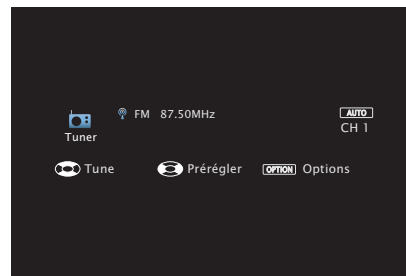 FM 87.50MHz
AUTO
Tuner
CH 1
Tune
Prérégler
OPTION Options